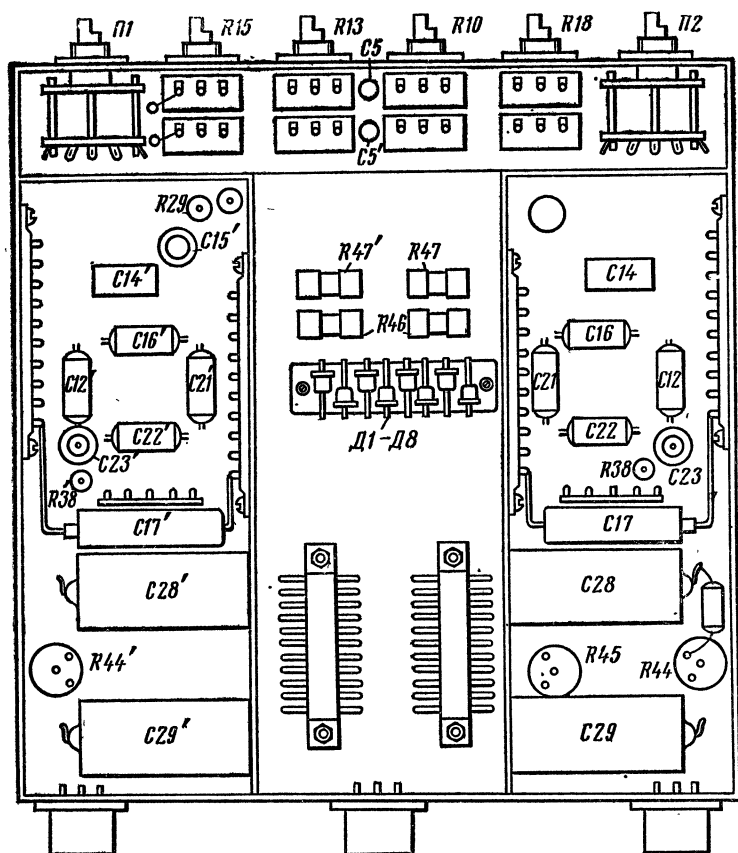 П1 R15 R13 R10 R18 П2
C5
C5'
R29
C15'
C14'
R47' R47
C14
C16'
R46
C16
C12' C21'
C21 C12
Д1-Д8
C22'
C22
C23'
C23
R38'
R38
C17'
C17
C28'
C28
R44'
R45
R44
C29"
C29